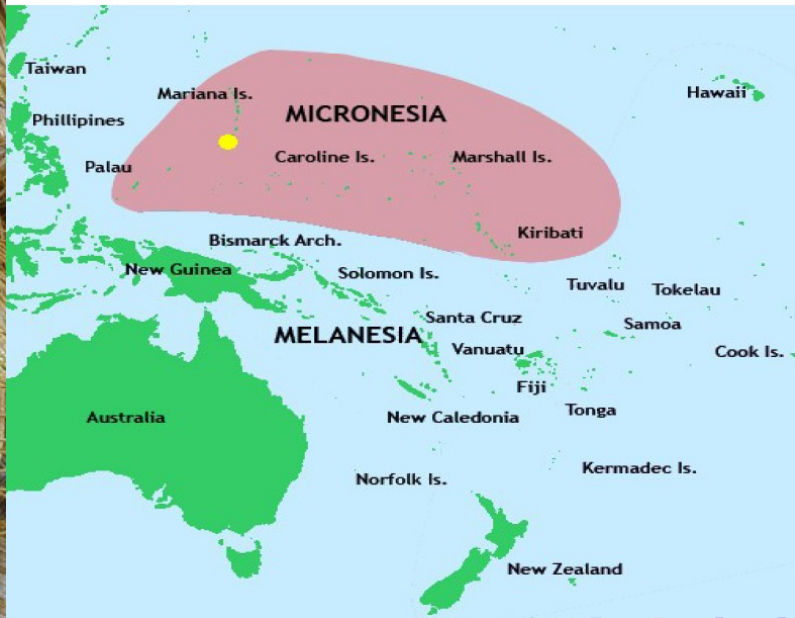 Taiwan
Hawaii
Mariana Is.
MICRONESIA
Phillipines
Caroline Is.
Marshall Is.
Palau
Kiribati
Bismarck Arch.
New Guinea
Solomon Is.
Tuvalu
Tokelau
Santa Cruz
Samoa
MELANESIA
Vanuatu
Cook Is.
Fiji
Australia
New Caledonia
Tonga
Kermadec Is.
Norfolk Is.
New Zealand